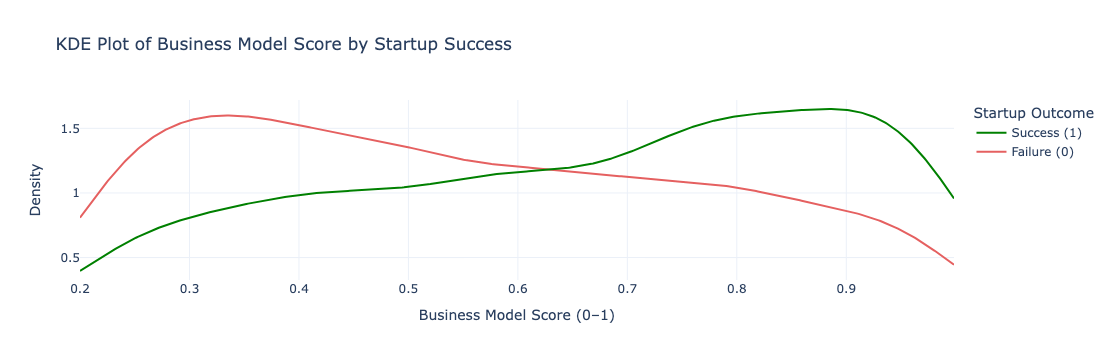 KDE Plot of Business Model Score by Startup Success
Startup Outcome
Success (1)
Failure (0)
Density
1.5
1
0.5
0.2 0.3 0.4 0.5 0.6 0.7 0.8 0.9
Business Model Score (0–1)